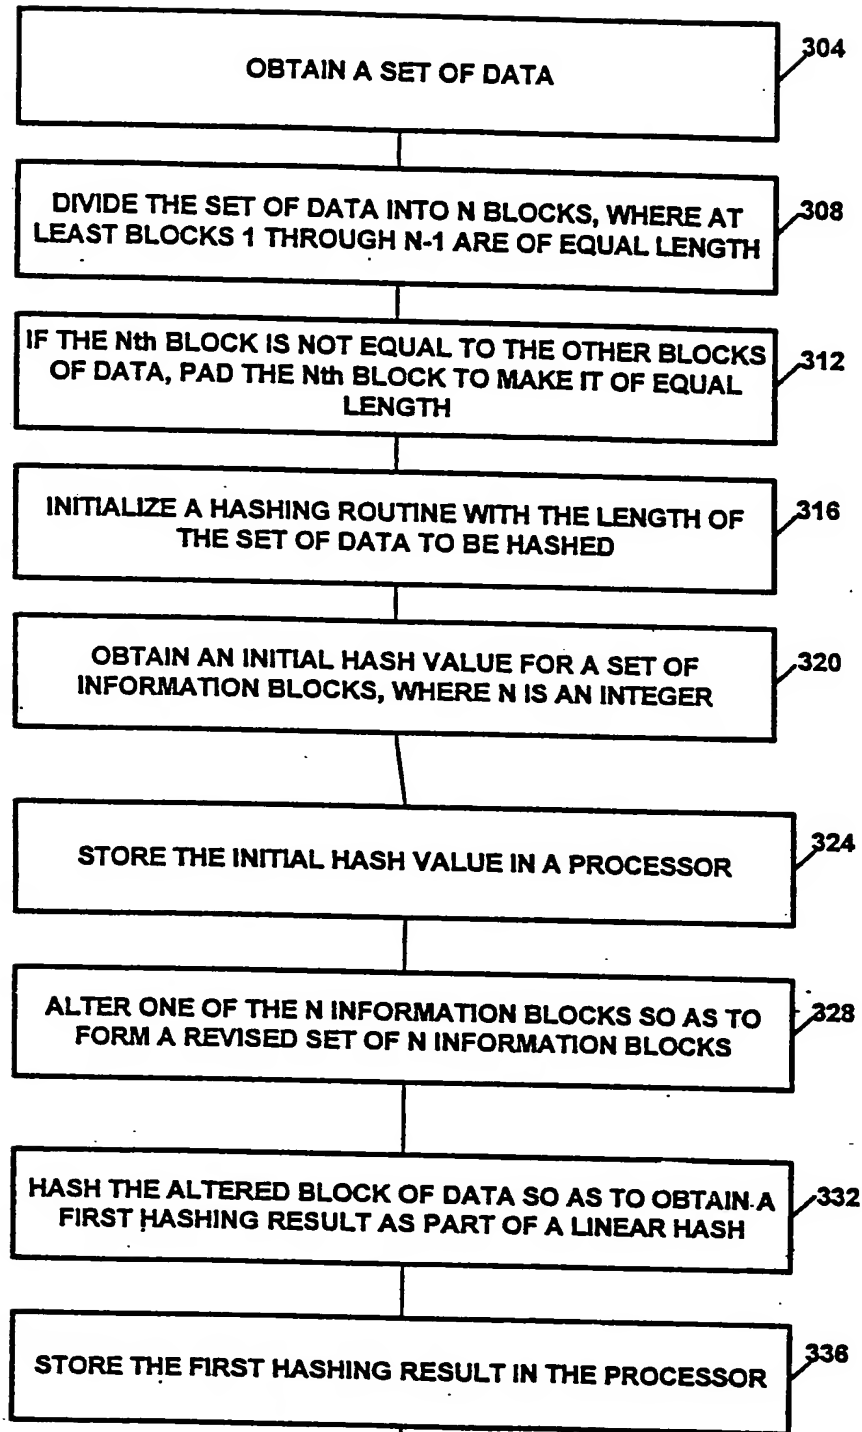 OBTAIN A SET OF DATA
304
DIVIDE THE SET OF DATA INTO N BLOCKS, WHERE AT
LEAST BLOCKS 1 THROUGH N-1 ARE OF EQUAL LENGTH
308
IF THE Nth BLOCK IS NOT EQUAL TO THE OTHER BLOCKS
OF DATA, PAD THE Nth BLOCK TO MAKE IT OF EQUAL
LENGTH
312
INITIALIZE A HASHING ROUTINE WITH THE LENGTH OF
THE SET OF DATA TO BE HASHED
316
OBTAIN AN INITIAL HASH VALUE FOR A SET OF
INFORMATION BLOCKS, WHERE N IS AN INTEGER
320
STORE THE INITIAL HASH VALUE IN A PROCESSOR
324
ALTER ONE OF THE N INFORMATION BLOCKS SO AS TO
FORM A REVISED SET OF N INFORMATION BLOCKS
328
HASH THE ALTERED BLOCK OF DATA SO AS TO OBTAIN A
FIRST HASHING RESULT AS PART OF A LINEAR HASH
332
STORE THE FIRST HASHING RESULT IN THE PROCESSOR
336